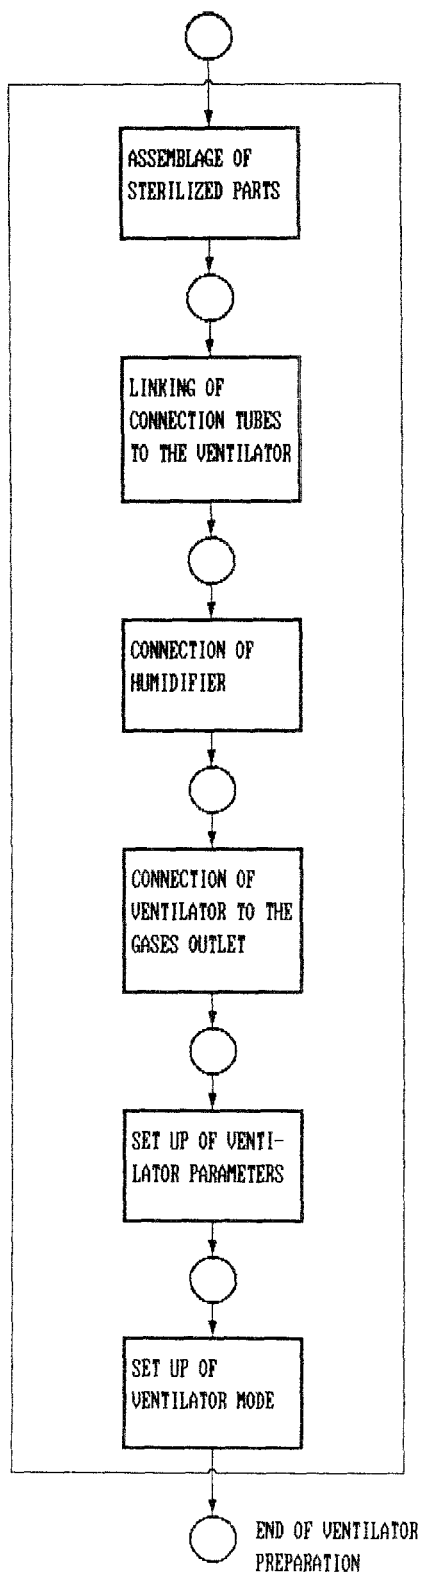 ASSEMBLAGE OF
STERILIZED PARTS
LINKING OF
CONNECTION TUBES
TO THE VENTILATOR
CONNECTION OF
HUMIDIFIER
CONNECTION OF
VENTILATOR TO THE
GASES OUTLET
SET UP OF VENTI-
LATOR PARAMETERS
SET UP OF
VENTILATOR MODE
END OF VENTILATOR
PREPARATION